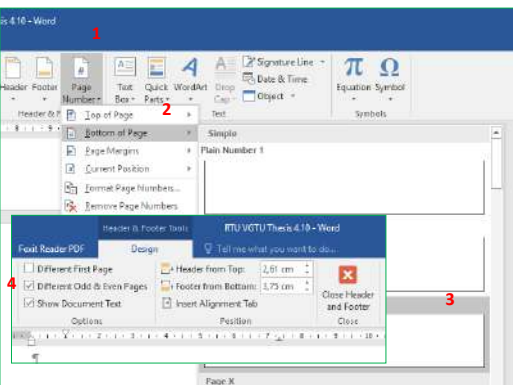 is 4.10 - Word
1
Header Footer Page Number Text Box Quick Parts WordArt Drop Cap
Signature Line
Date & Time
Object
Equation Symbol
Text
Symbols
2
Top of Page
Bottom of Page
Page Margins
Current Position
Format Page Numbers...
Remove Page Numbers
Simple
Plain Number 1
Header & Footer Tools
RTU VGTU Thesis 4.10 - Word
Foxit Reader PDF
Design
Tell me what you want to do...
4
Different First Page
Different Odd & Even Pages
Show Document Text
Options
Header from Top: 2,61 cm
Footer from Bottom: 3,75 cm
Insert Alignment Tab
Position
Close Header and Footer
Close
3
Page X